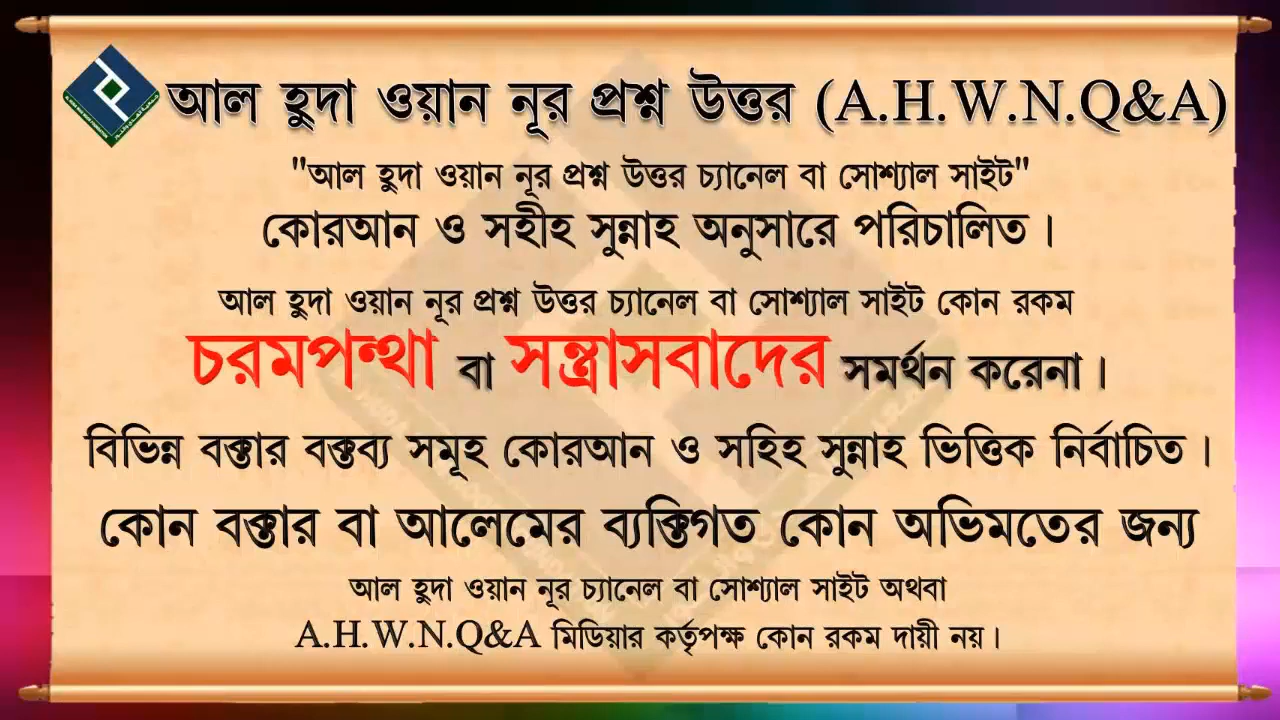 আল হুদা ওয়ান নূর প্রশ্ন উত্তর (A.H.W.N.Q&A)
"আল হুদা ওয়ান নূর প্রশ্ন উত্তর চ্যানেল বা সোশ্যাল সাইট"
কোরআন ও সহীহ সুন্নাহ অনুসারে পরিচালিত।
আল হুদা ওয়ান নূর প্রশ্ন উত্তর চ্যানেল বা সোশ্যাল সাইট কোন রকম
চরমপন্থা বা সন্ত্রাসবাদের সমর্থন করেনা।
বিভিন্ন বক্তার বক্তব্য সমূহ কোরআন ও সহিহ সুন্নাহ ভিত্তিক নির্বাচিত।
কোন বক্তার বা আলেমের ব্যক্তিগত কোন অভিমতের জন্য
আল হুদা ওয়ান নূর চ্যানেল বা সোশ্যাল সাইট অথবা
A.H.W.N.Q&A মিডিয়ার কর্তৃপক্ষ কোন রকম দায়ী নয়।